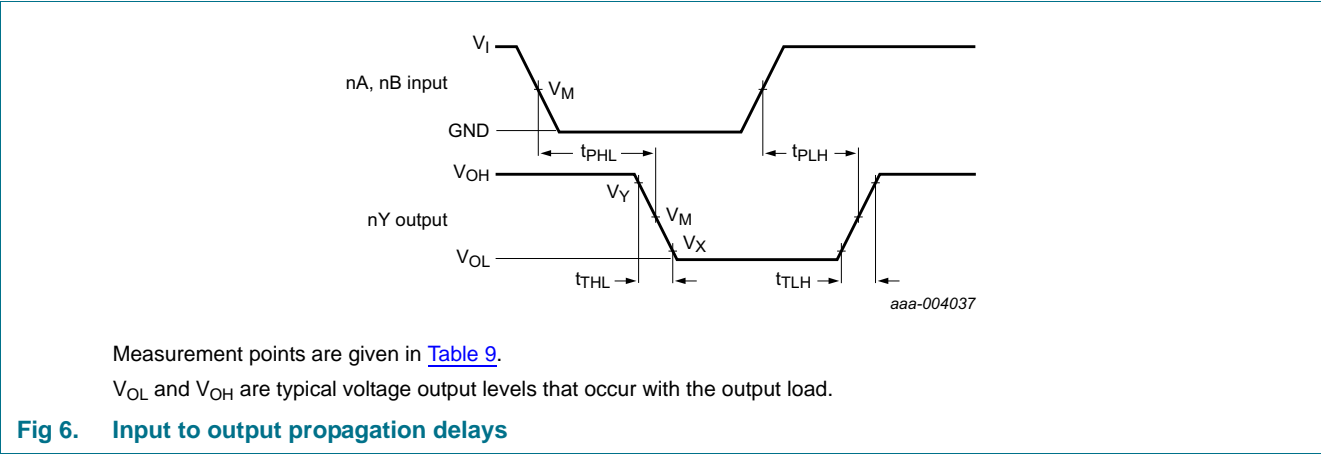 VI
nA, nB input
VM
GND
tPHL
tPLH
VOH
VY
nY output
VM
VX
VOL
tTHL
tTLH
aaa-004037
Measurement points are given in Table 9.
VOL and VOH are typical voltage output levels that occur with the output load.
Fig 6. Input to output propagation delays